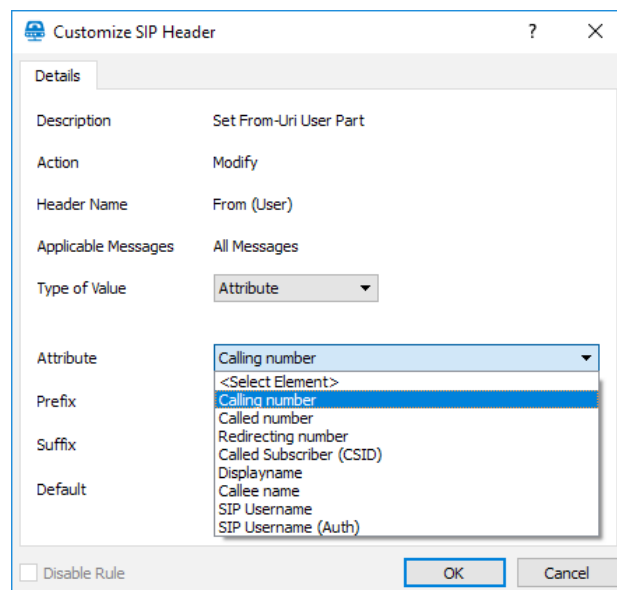 Customize SIP Header ?
Details
Description Set From-Uri User Part
Action Modify
Header Name From (User)
Applicable Messages All Messages
Type of Value Attribute
Attribute Calling number
<Select Element>
Prefix Calling number
Called number
Redirecting number
Suffix Called Subscriber (CSID)
Displayname
Default Callee name
SIP Username
SIP Username (Auth)
Disable Rule OK Cancel